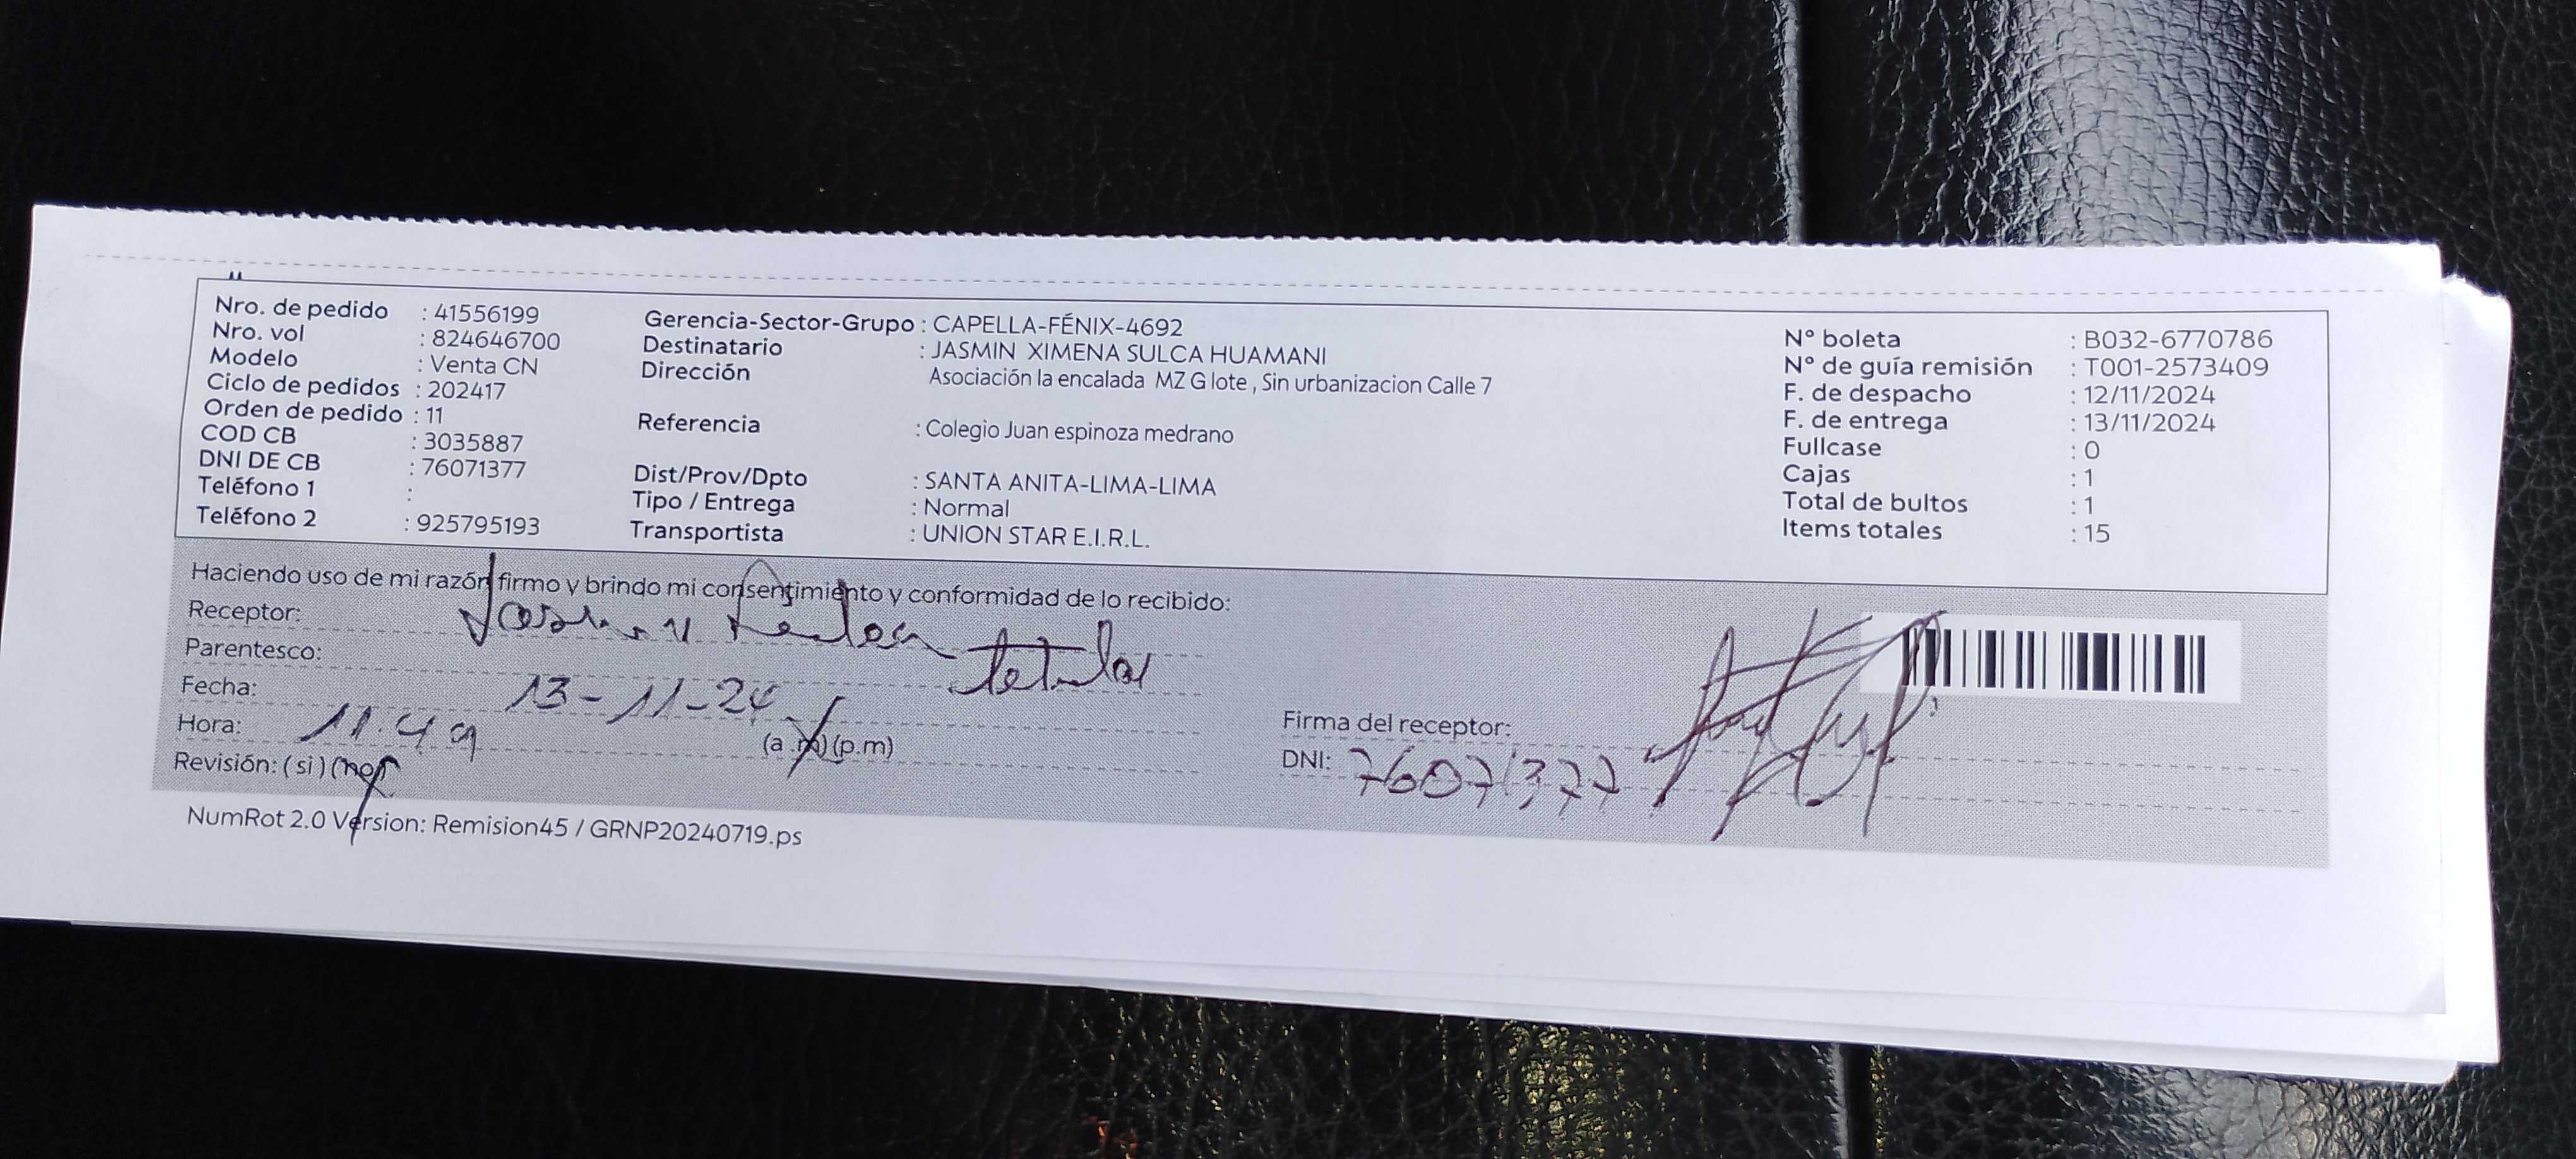 Nro. de pedido : 41556199
Nro. vol : 824646700
Modelo : Venta CN
Ciclo de pedidos : 202417
Orden de pedido : 11
COD CB : 3035887
DNI DE CB : 76071377
Teléfono 1 :
Teléfono 2 : 925795193
Gerencia-Sector-Grupo : CAPELLA-FÉNIX-4692
Destinatario : JASMIN XIMENA SULCA HUAMANI
Dirección Asociación la encalada MZ G lote , Sin urbanizacion Calle 7
Referencia : Colegio Juan espinoza medrano
Dist/Prov/Dpto : SANTA ANITA-LIMA-LIMA
Tipo / Entrega : Normal
Transportista : UNION STAR E.I.R.L.
N° boleta : B032-6770786
N° de guía remisión : T001-2573409
F. de despacho : 12/11/2024
F. de entrega : 13/11/2024
Fullcase : 0
Cajas : 1
Total de bultos : 1
Items totales : 15
Haciendo uso de mi razón firmo y brindo mi consentimiento y conformidad de lo recibido:
Receptor:
Parentesco: titular
Fecha: 13-11-24
Hora: 11.49 (a.m) (p.m)
Revisión: (si) (no)
Firma del receptor:
DNI: 76071377
NumRot 2.0 Version: Remision45 / GRNP20240719.ps